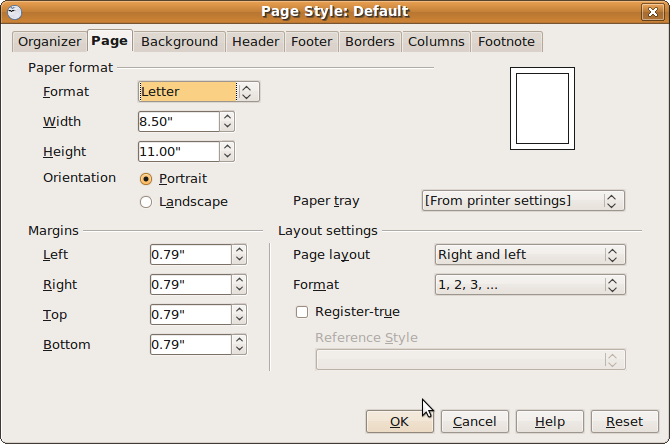 Page Style: Default
Organizer Page Background Header Footer Borders Columns Footnote
Paper format
Format Letter
Width 8.50"
Height 11.00"
Orientation Portrait
Landscape
Paper tray [From printer settings]
Margins
Left 0.79"
Right 0.79"
Top 0.79"
Bottom 0.79"
Layout settings
Page layout Right and left
Format 1, 2, 3, ...
Register-true
Reference Style
OK Cancel Help Reset